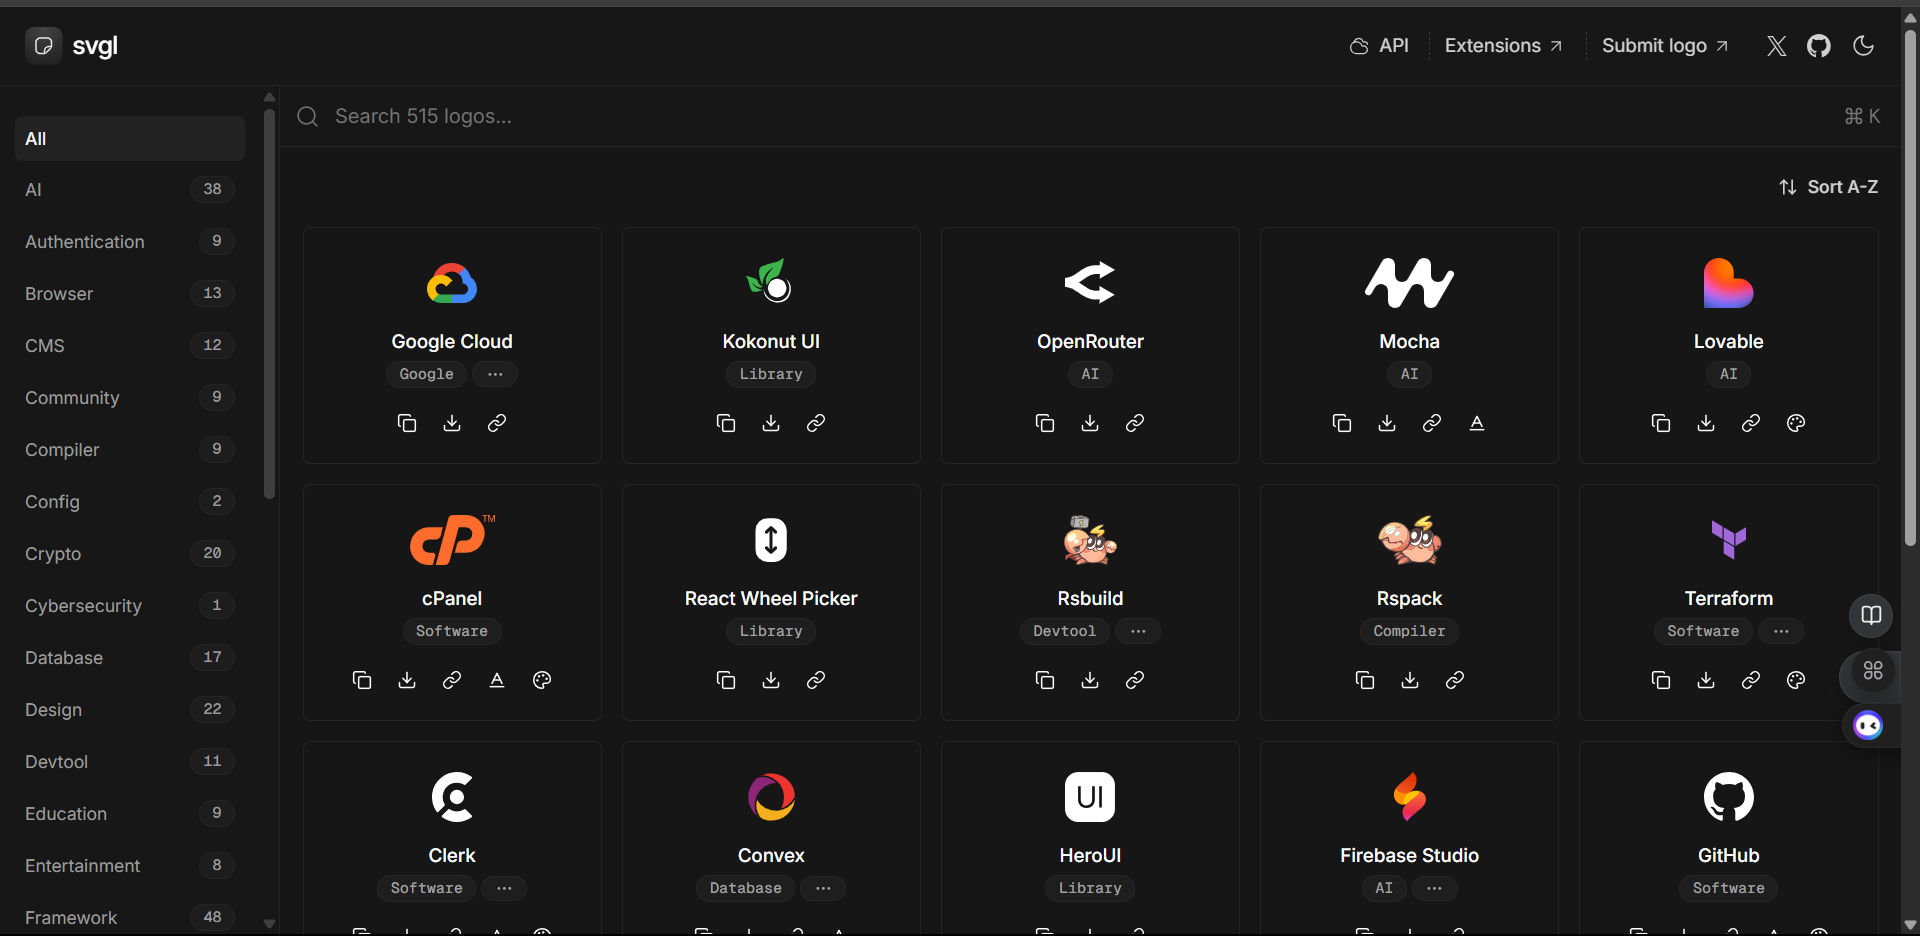 svgl
API
Extensions
Submit logo
Search 515 logos...
⌘ K
All
AI 38
Authentication 9
Browser 13
CMS 12
Community 9
Compiler 9
Config 2
Crypto 20
Cybersecurity 1
Database 17
Design 22
Devtool 11
Education 9
Entertainment 8
Framework 48
Sort A-Z
Google Cloud
Google ...
Kokonut UI
Library
OpenRouter
AI
Mocha
AI
Lovable
AI
cP™
cPanel
Software
React Wheel Picker
Library
Rsbuild
Devtool ...
Rspack
Compiler
Terraform
Software ...
Clerk
Software ...
Convex
Database ...
UI
HeroUI
Library
Firebase Studio
AI ...
GitHub
Software